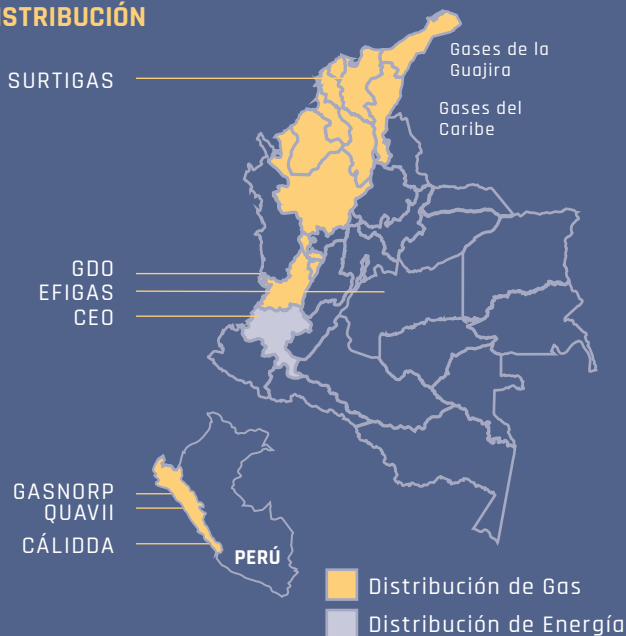 ISTRIBUCIÓN
SURTIGAS
Gases de la
Guajira
Gases del
Caribe
GDO
EFIGAS
CEO
GASNORP
QUAVII
CÁLIDDA
PERÚ
Distribución de Gas
Distribución de Energía